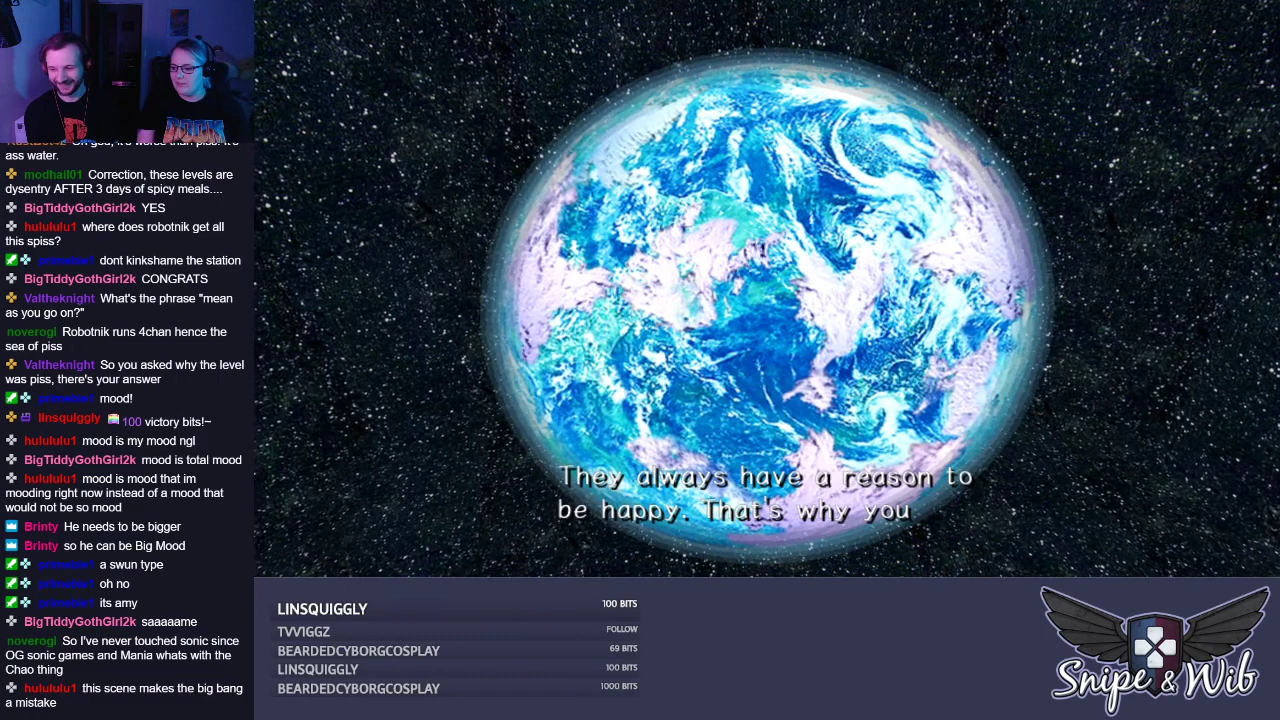 ass water.
modhail01 Correction, these levels are
dysentry AFTER 3 days of spicy meals....
BigTiddyGothGirl2k YES
hulululu1 where does robotnik get all
this spiss?
dont kinkshame the station
BigTiddyGothGirl2k CONGRATS
Valtheknight What's the phrase "mean
as you go on?"
noverogi Robotnik runs 4chan hence the
sea of piss
Valtheknight So you asked why the level
was piss, there's your answer
mood!
linsquiggly 100 victory bits!~
hulululu1 mood is my mood ngl
BigTiddyGothGirl2k mood is total mood
hulululu1 mood is mood that im
mooding right now instead of a mood that
would not be so mood
Brinty He needs to be bigger
Brinty so he can be Big Mood
a swun type
oh no
its amy
BigTiddyGothGirl2k saaaaame
noverogi So I've never touched sonic since
OG sonic games and Mania whats with the
Chao thing
hulululu1 this scene makes the big bang
a mistake
DOOM
They always have a reason to
be happy. That's why you
LINSQUIGGLY 100 BITS
TVV1GGZ FOLLOW
BEARDEDCYBORGCOSPLAY 69 BITS
LINSQUIGGLY 100 BITS
BEARDEDCYBORGCOSPLAY 1000 BITS
Snipe & Wib